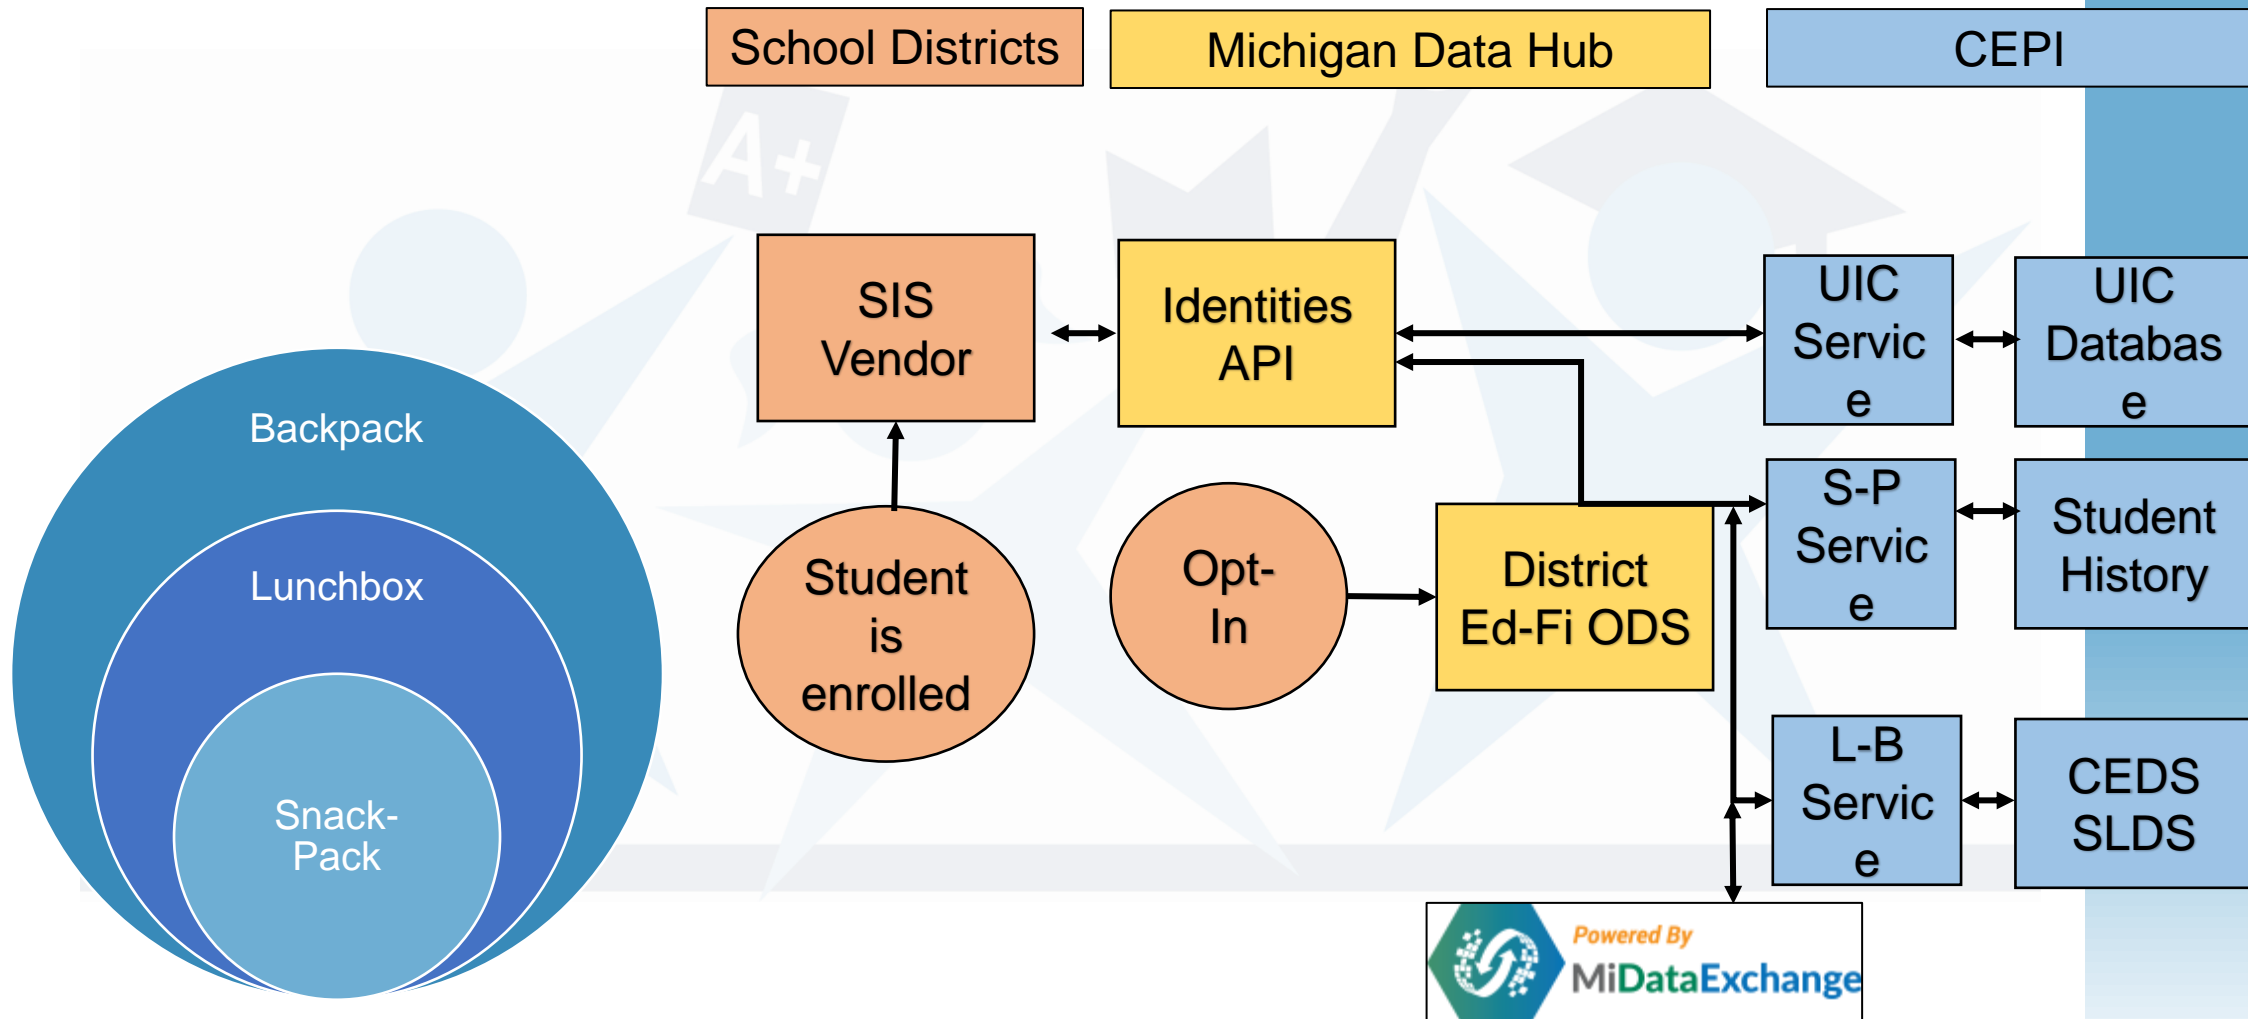 School Districts
Michigan Data Hub
CEPI
A+
SIS
Vendor
Identities
API
UIC
Servic
e
UIC
Databas
e
Backpack
Lunchbox
Snack-
Pack
Student
is
enrolled
Opt-
In
District
Ed-Fi ODS
S-P
Servic
e
Student
History
L-B
Servic
e
CEDS
SLDS
Powered By
MiDataExchange